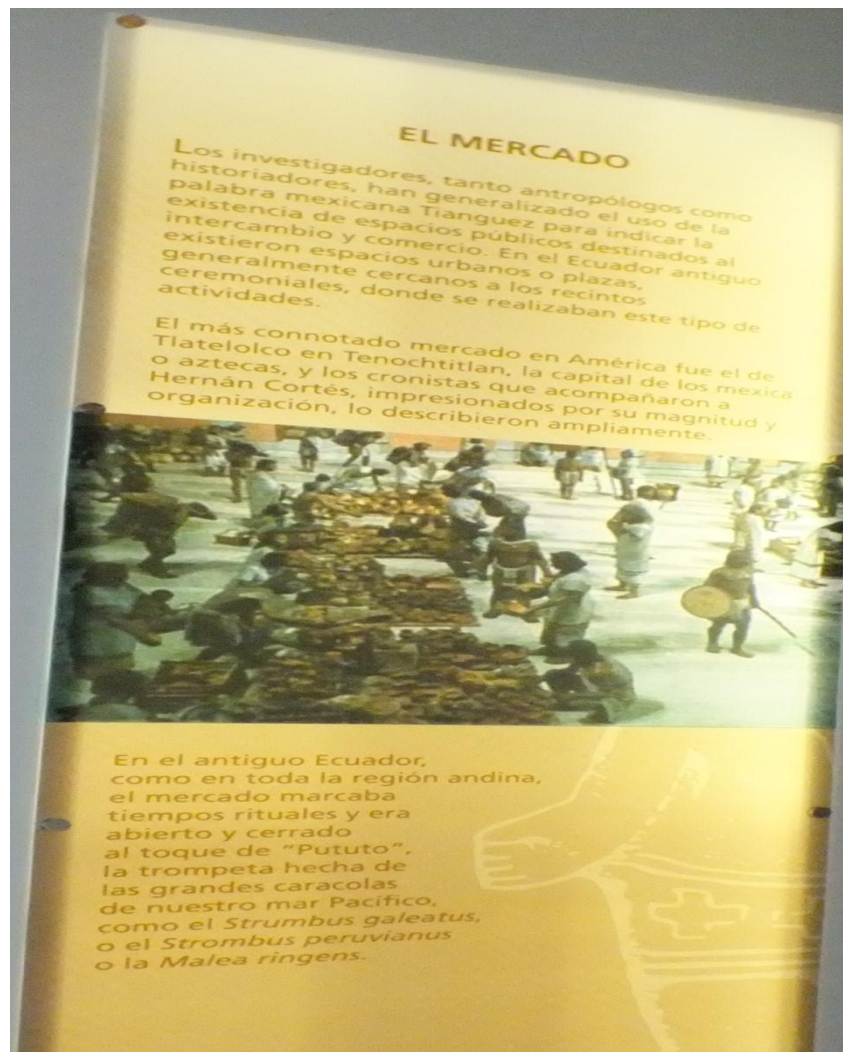 EL MERCADO
Los investigadores, tanto antropólogos como
historiadores, han generalizado el uso de la
palabra mexicana Tianguez para indicar la
existencia de espacios públicos destinados al
intercambio y comercio. En el Ecuador antiguo
existieron espacios urbanos o plazas,
generalmente cercanos a los recintos
ceremoniales, donde se realizaban este tipo de
actividades.
El más connotado mercado en América fue el de
Tlatelolco en Tenochtitlan, la capital de los mexica
o aztecas, y los cronistas que acompañaron a
Hernán Cortés, impresionados por su magnitud y
organización, lo describieron ampliamente.
En el antiguo Ecuador,
como en toda la región andina,
el mercado marcaba
tiempos rituales y era
abierto y cerrado
al toque de "Pututo",
la trompeta hecha de
las grandes caracolas
de nuestro mar Pacífico,
como el Strumbus galeatus,
o el Strombus peruvianus
o la Malea ringens.